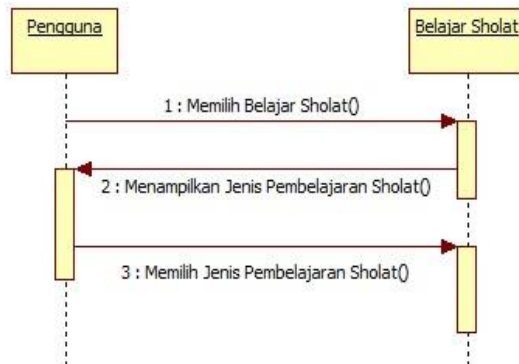 Pengguna
Belajar Sholat
1 : Memilih Belajar Sholat()
2 : Menampilkan Jenis Pembelajaran Sholat()
3 : Memilih Jenis Pembelajaran Sholat()